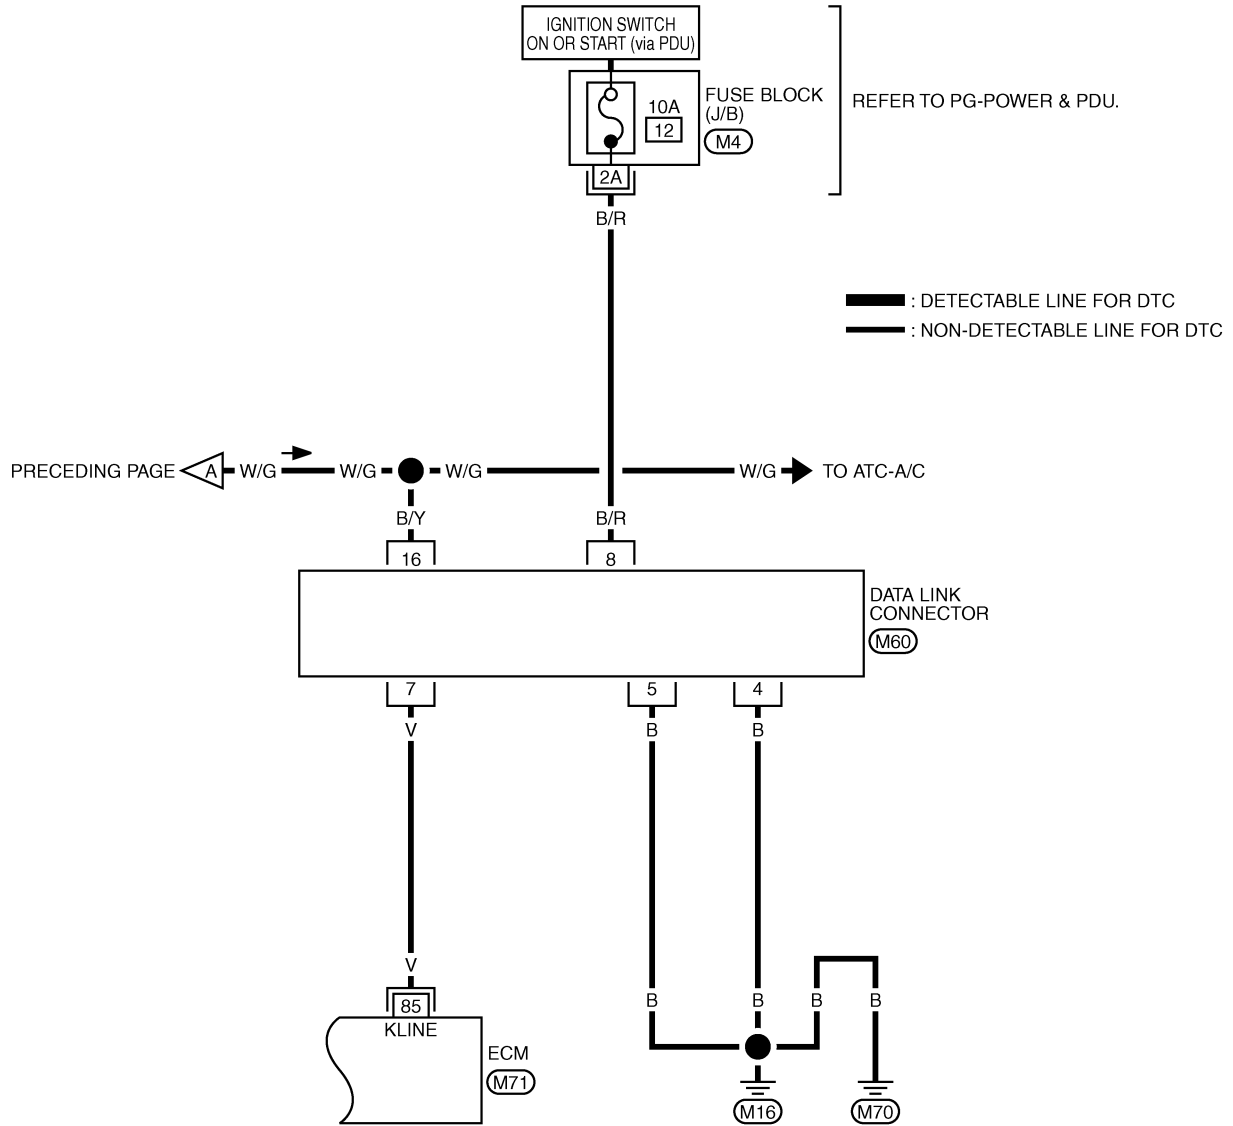 IGNITION SWITCH
ON OR START (via PDU)
FUSE BLOCK
(J/B)
M4
10A
12
2A
REFER TO PG-POWER & PDU.
B/R
: DETECTABLE LINE FOR DTC
: NON-DETECTABLE LINE FOR DTC
PRECEDING PAGE
A
W/G
W/G
W/G
W/G
TO ATC-A/C
B/Y
B/R
16
8
DATA LINK
CONNECTOR
M60
7
5
4
V
B
B
V
B
B
B
B
85
KLINE
ECM
M71
M16
M70